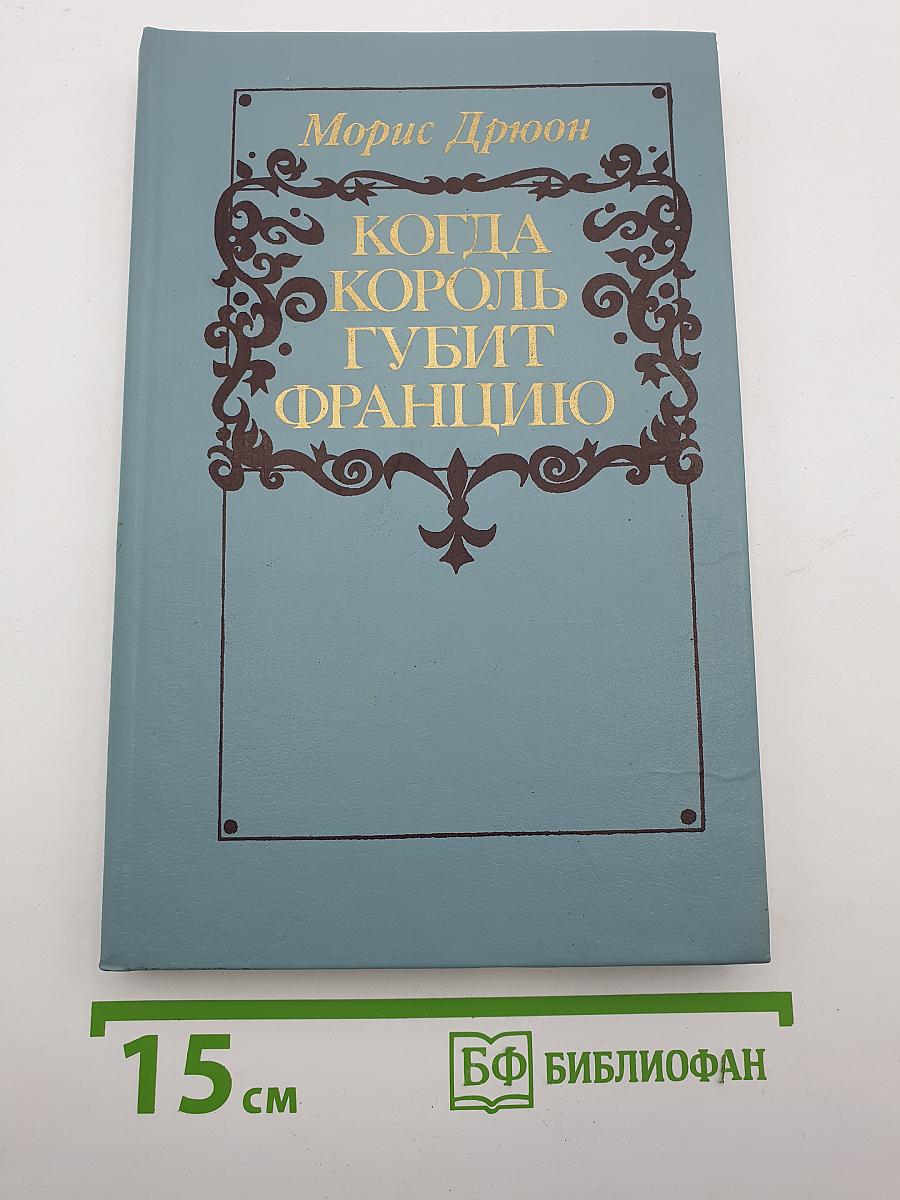 Морис Дрюон
КОГДА
КОРОЛЬ
ГУБИТ
ФРАНЦИЮ
15 см
БФ БИБЛИОФАН